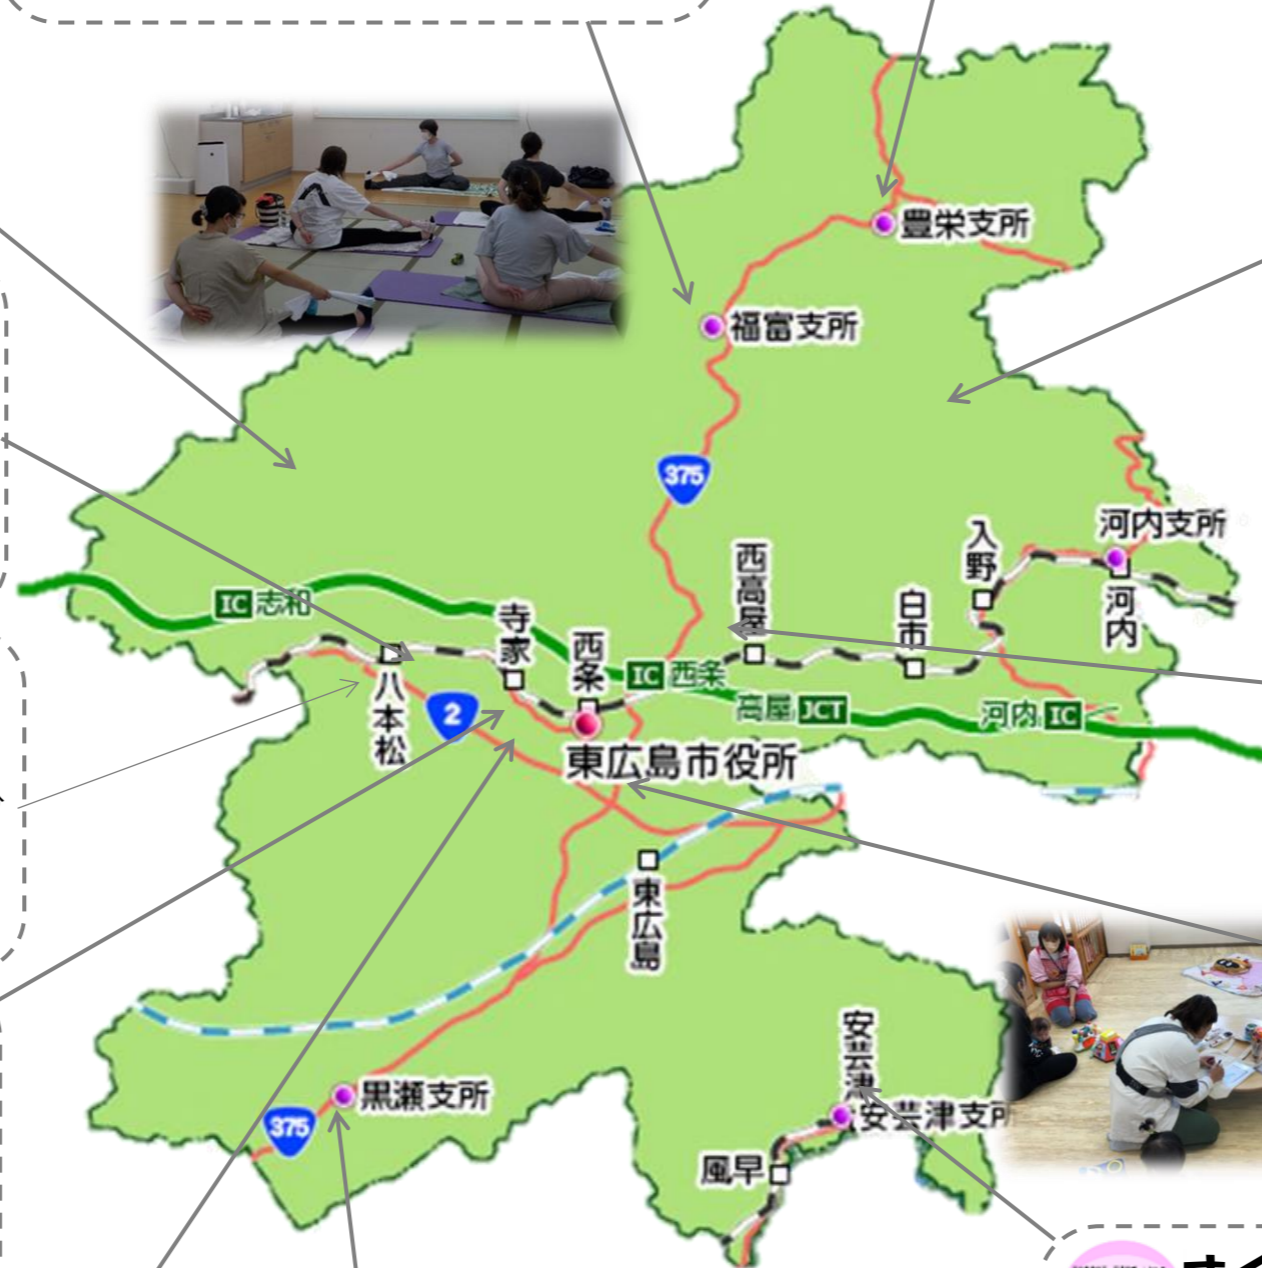 豊栄支所
福富支所
375
河内支所
入野
西高屋
白市
河内
IC 志和
寺家
西条
IC 西条
八本松
2
高屋 JCT
河内 IC
東広島市役所
東広島
安芸津
黒瀬支所
安芸津支所
375
風早